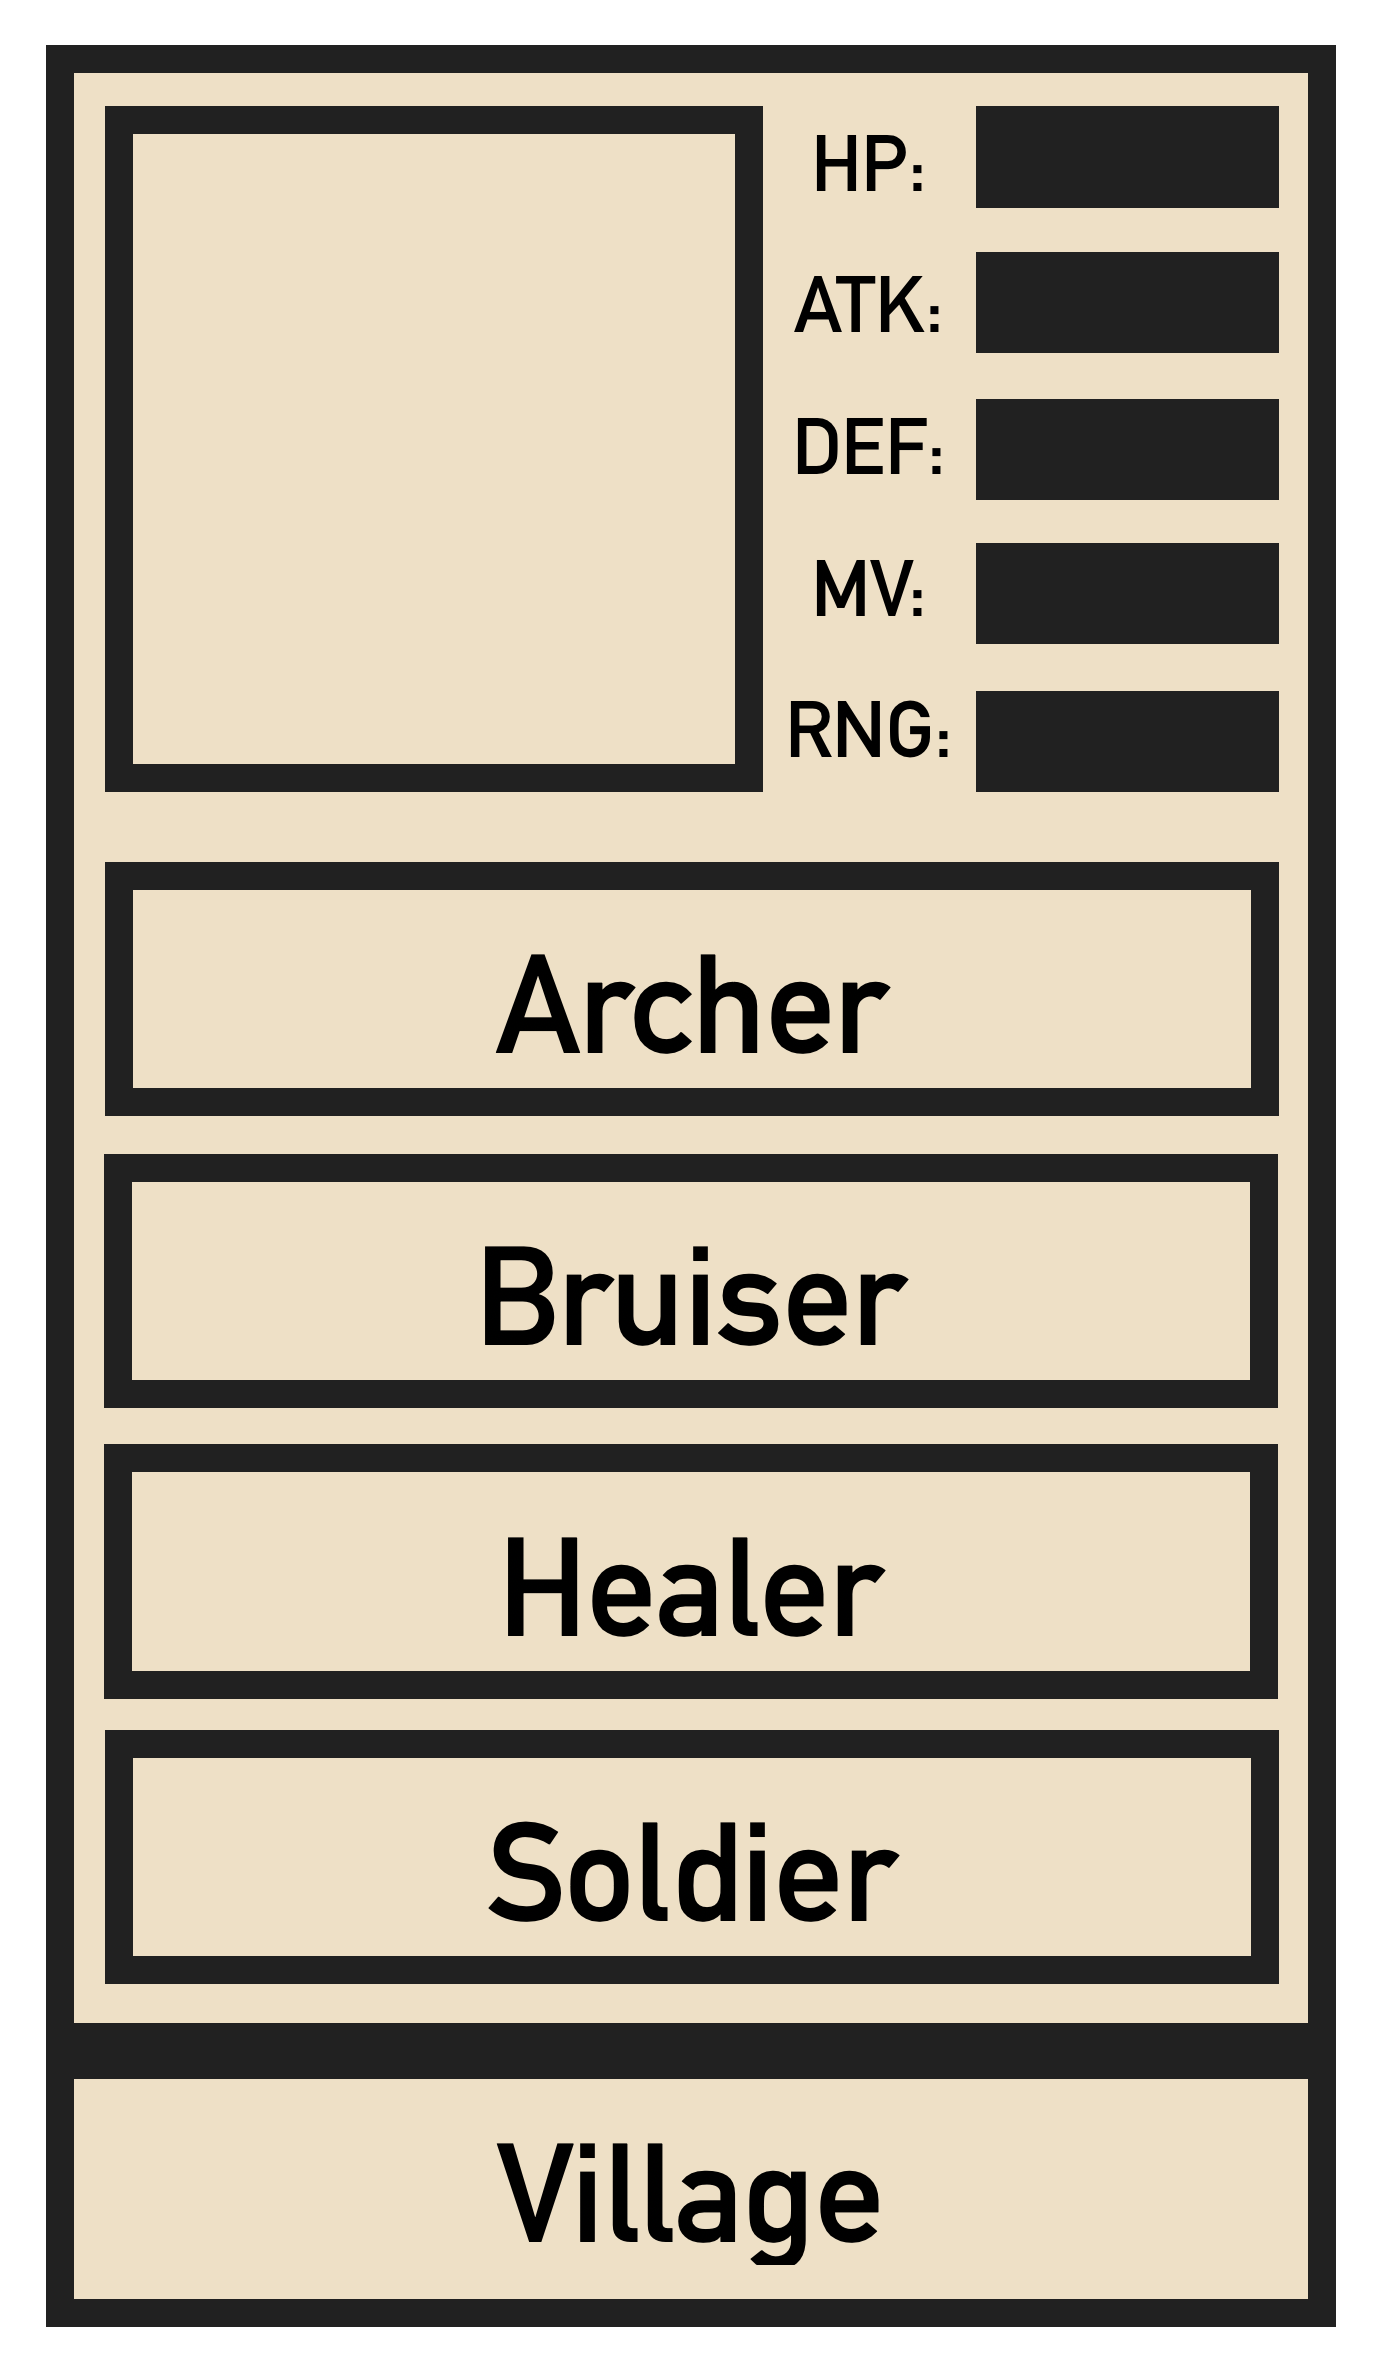 HP:
ATK:
DEF:
MV:
RNG:
Archer
Bruiser
Healer
Soldier
Village